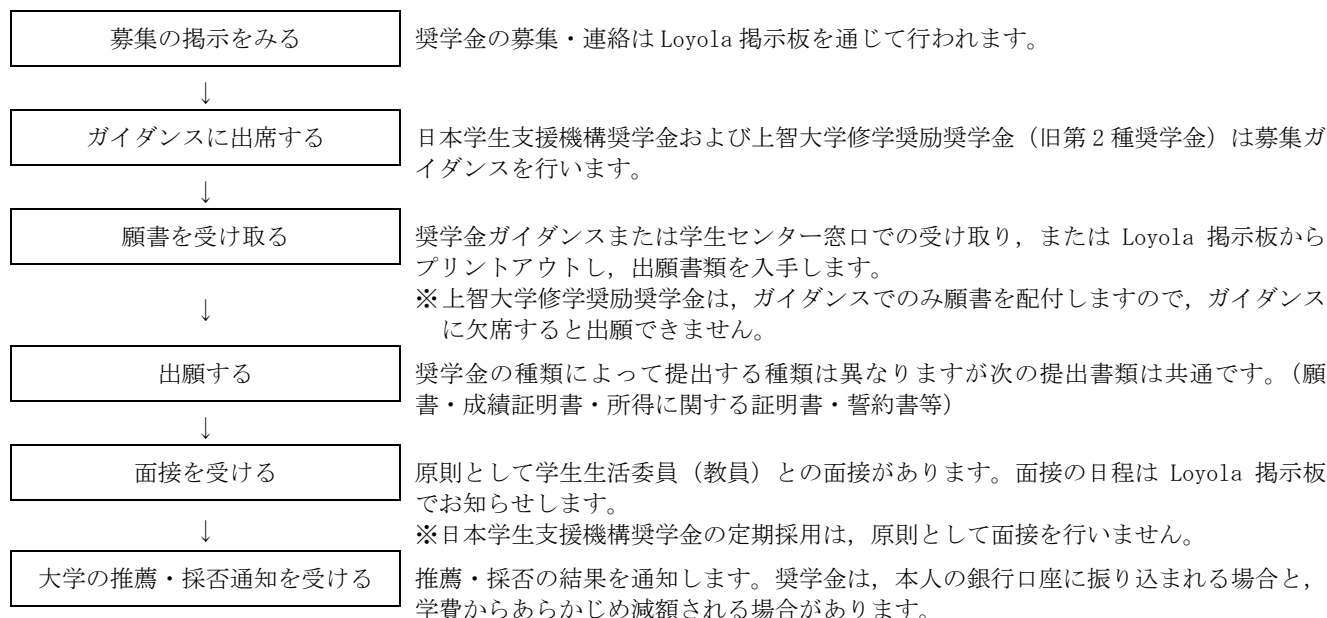 募集の掲示をみる
奨学金の募集・連絡は Loyola 掲示板を通じて行われます。
↓
ガイダンスに出席する
日本学生支援機構奨学金および上智大学修学奨励奨学金（旧第２種奨学金）は募集ガ
イダンスを行います。
↓
願書を受け取る
奨学金ガイダンスまたは学生センター窓口での受け取り，または Loyola 掲示板から
プリントアウトし，出願書類を入手します。
※上智大学修学奨励奨学金は，ガイダンスでのみ願書を配付しますので，ガイダンス
に欠席すると出願できません。
↓
出願する
奨学金の種類によって提出する種類は異なりますが次の提出書類は共通です。（願
書・成績証明書・所得に関する証明書・誓約書等）
↓
面接を受ける
原則として学生生活委員（教員）との面接があります。面接の日程は Loyola 掲示板
でお知らせします。
※日本学生支援機構奨学金の定期採用は，原則として面接を行いません。
↓
大学の推薦・採否通知を受ける
推薦・採否の結果を通知します。奨学金は，本人の銀行口座に振り込まれる場合と，
学費からあらかじめ減額される場合があります。